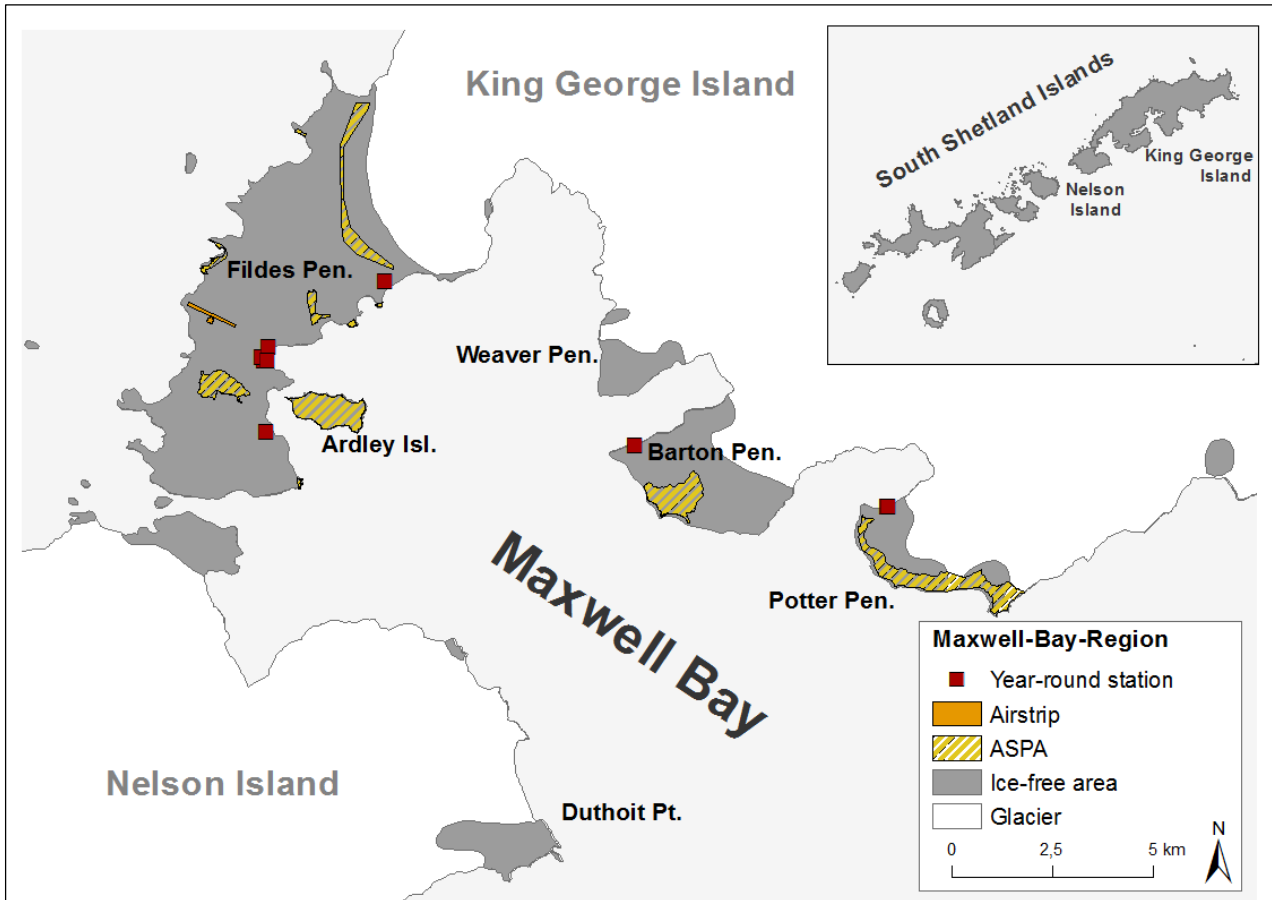 King George Island
South Shetland Islands
King George
Island
Nelson
Island
Fildes Pen.
Weaver Pen.
Ardley Isl.
Barton Pen.
Maxwell Bay
Potter Pen.
Nelson Island
Duthoit Pt.
Maxwell-Bay-Region
Year-round station
Airstrip
ASPA
Ice-free area
Glacier
N
0 2,5 5 km